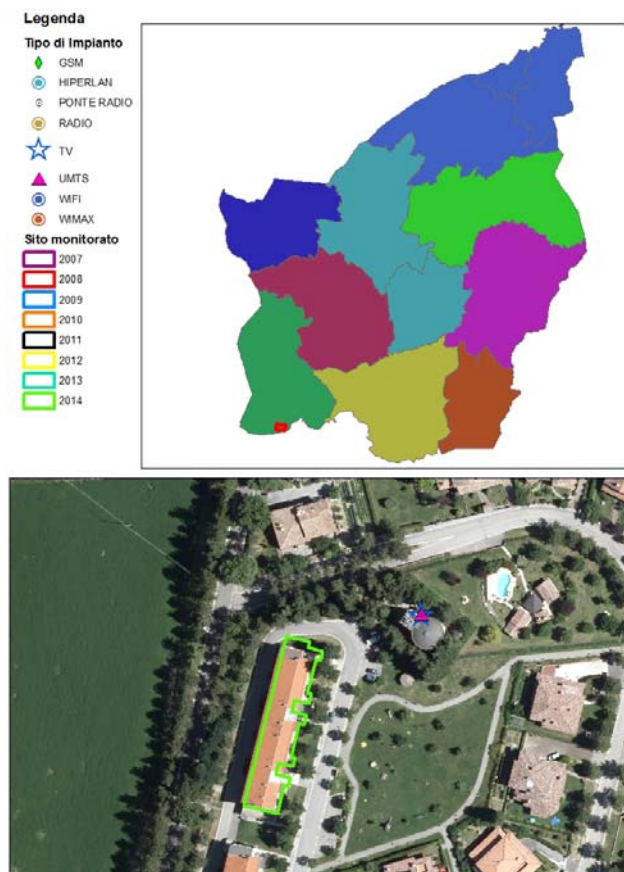 Legenda
Tipo di Impianto
GSM
HIPERLAN
PONTE RADIO
RADIO
TV
UMTS
WIFI
WIMAX
Sito monitorato
2007
2008
2009
2010
2011
2012
2013
2014